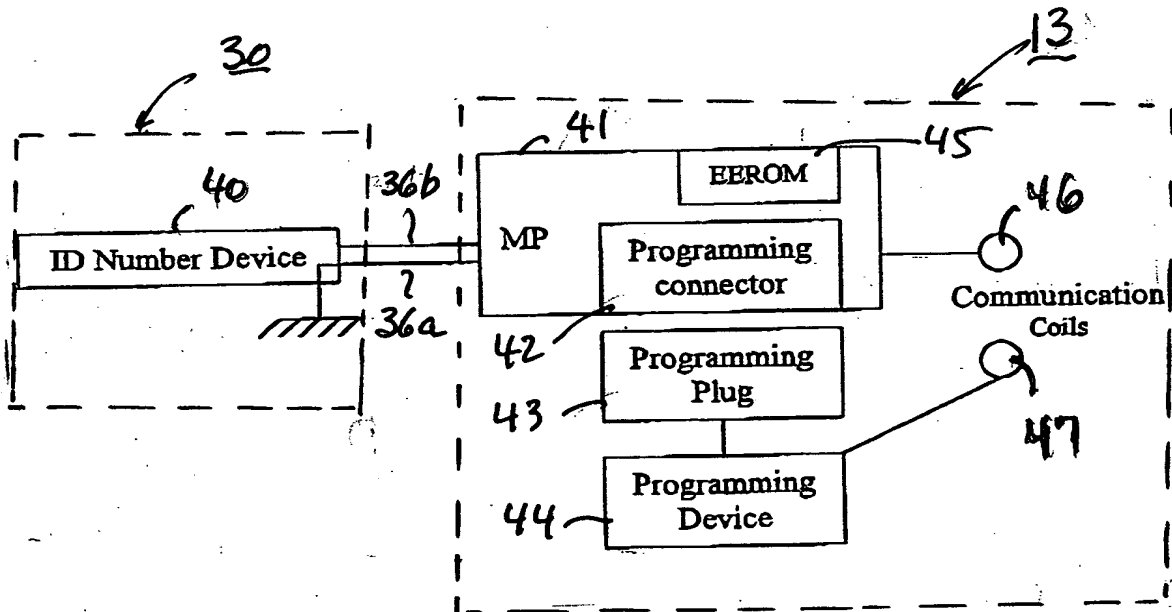 30
13
41
45
40
36b
EEROM
46
ID Number Device
MP
Programming
connector
36a
42
Communication
Coils
Programming
Plug
43
47
Programming
Device
44